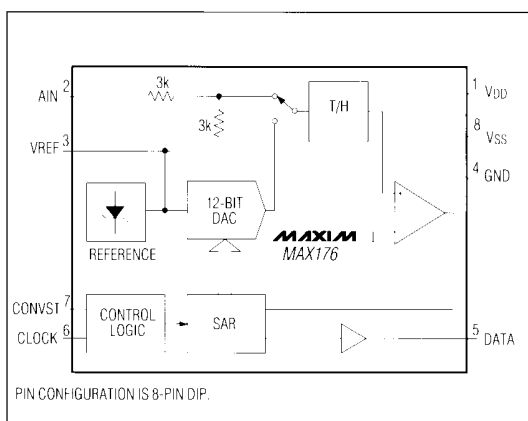 3k
AIN 2
3k
T/H
1 VDD
8 VSS
4 GND
VREF 3
12-BIT
DAC
REFERENCE
MAXIM
MAX176
+
-
CONVST 7
CLOCK 6
CONTROL
LOGIC
SAR
5 DATA
PIN CONFIGURATION IS 8-PIN DIP.